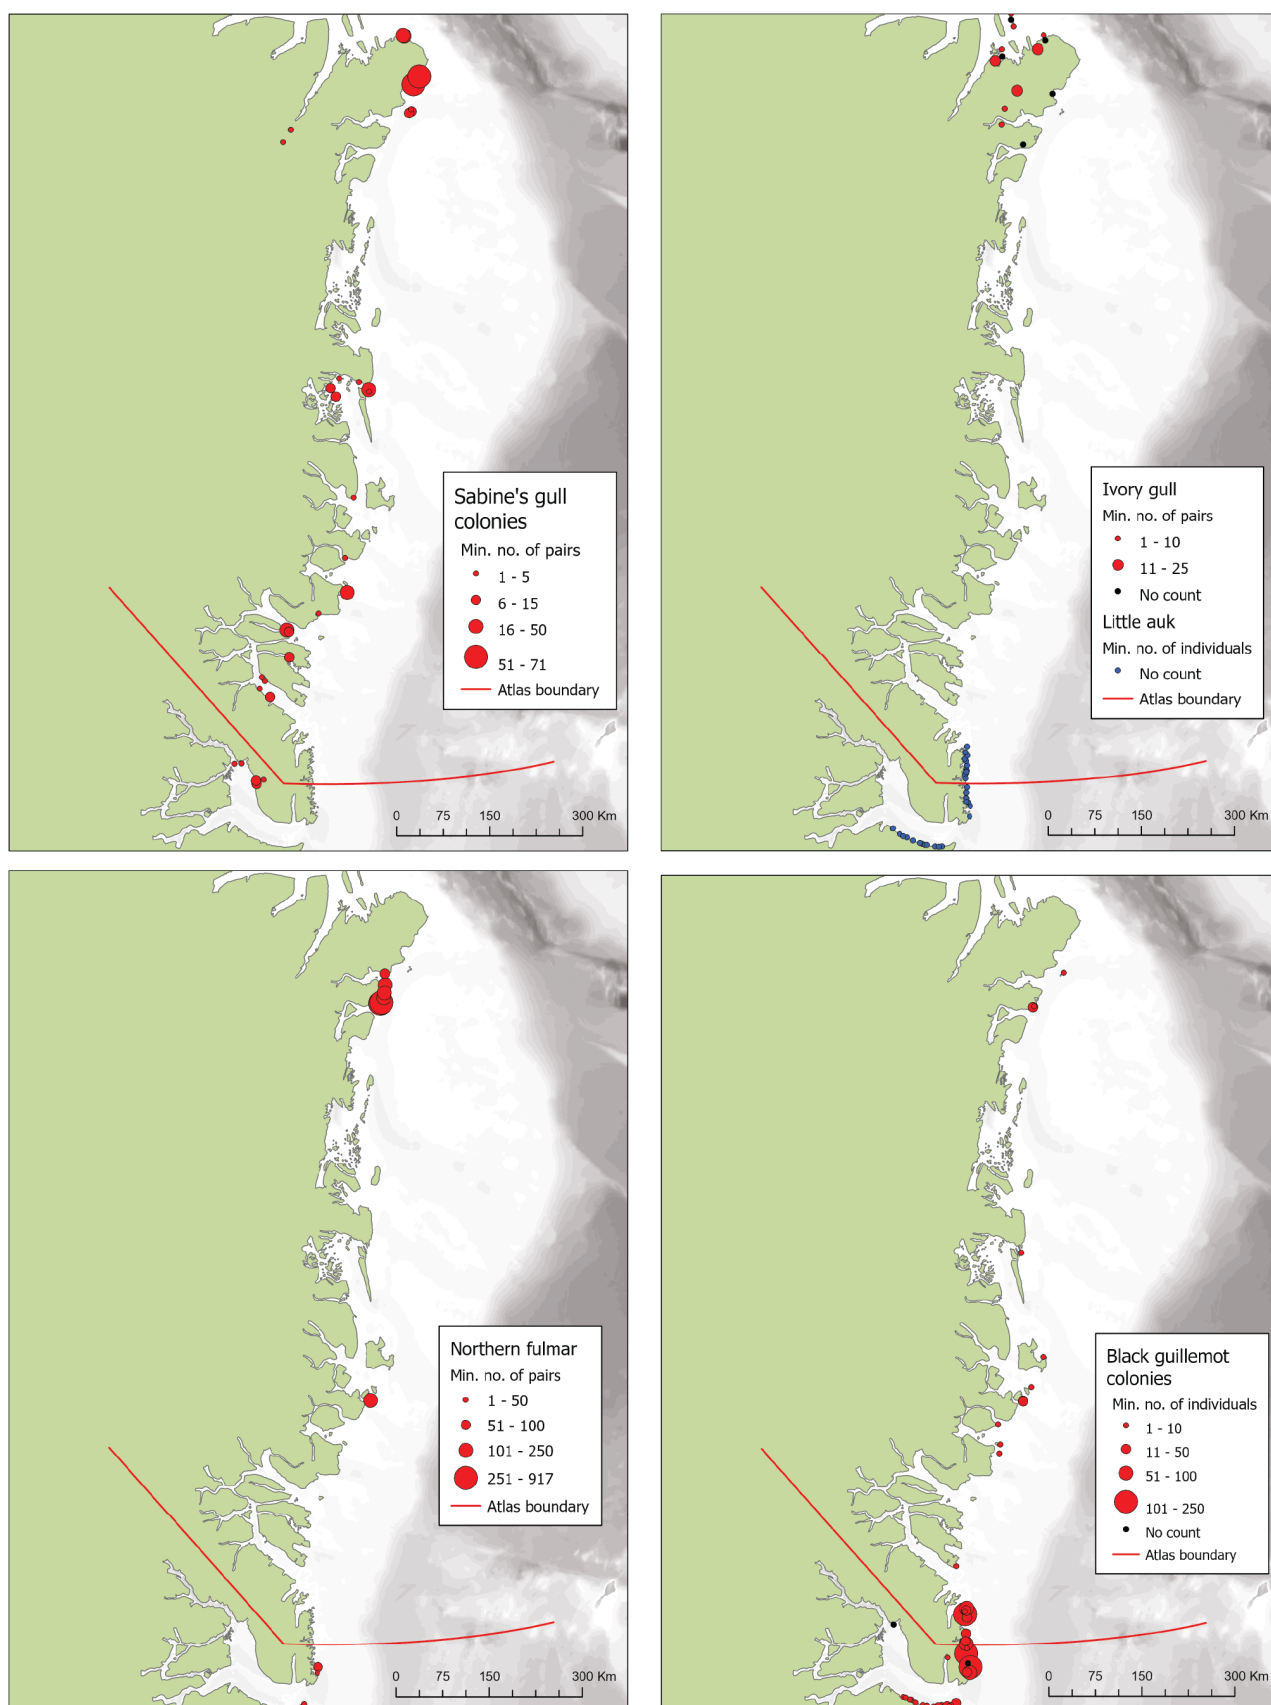 Sabine's gull
colonies
Min. no. of pairs
1 - 5
6 - 15
16 - 50
51 - 71
Atlas boundary
0 75 150 300 Km
Ivory gull
Min. no. of pairs
1 - 10
11 - 25
No count
Little auk
Min. no. of individuals
No count
Atlas boundary
0 75 150 300 Km
Northern fulmar
Min. no. of pairs
1 - 50
51 - 100
101 - 250
251 - 917
Atlas boundary
0 75 150 300 Km
Black guillemot
colonies
Min. no. of individuals
1 - 10
11 - 50
51 - 100
101 - 250
No count
Atlas boundary
0 75 150 300 Km